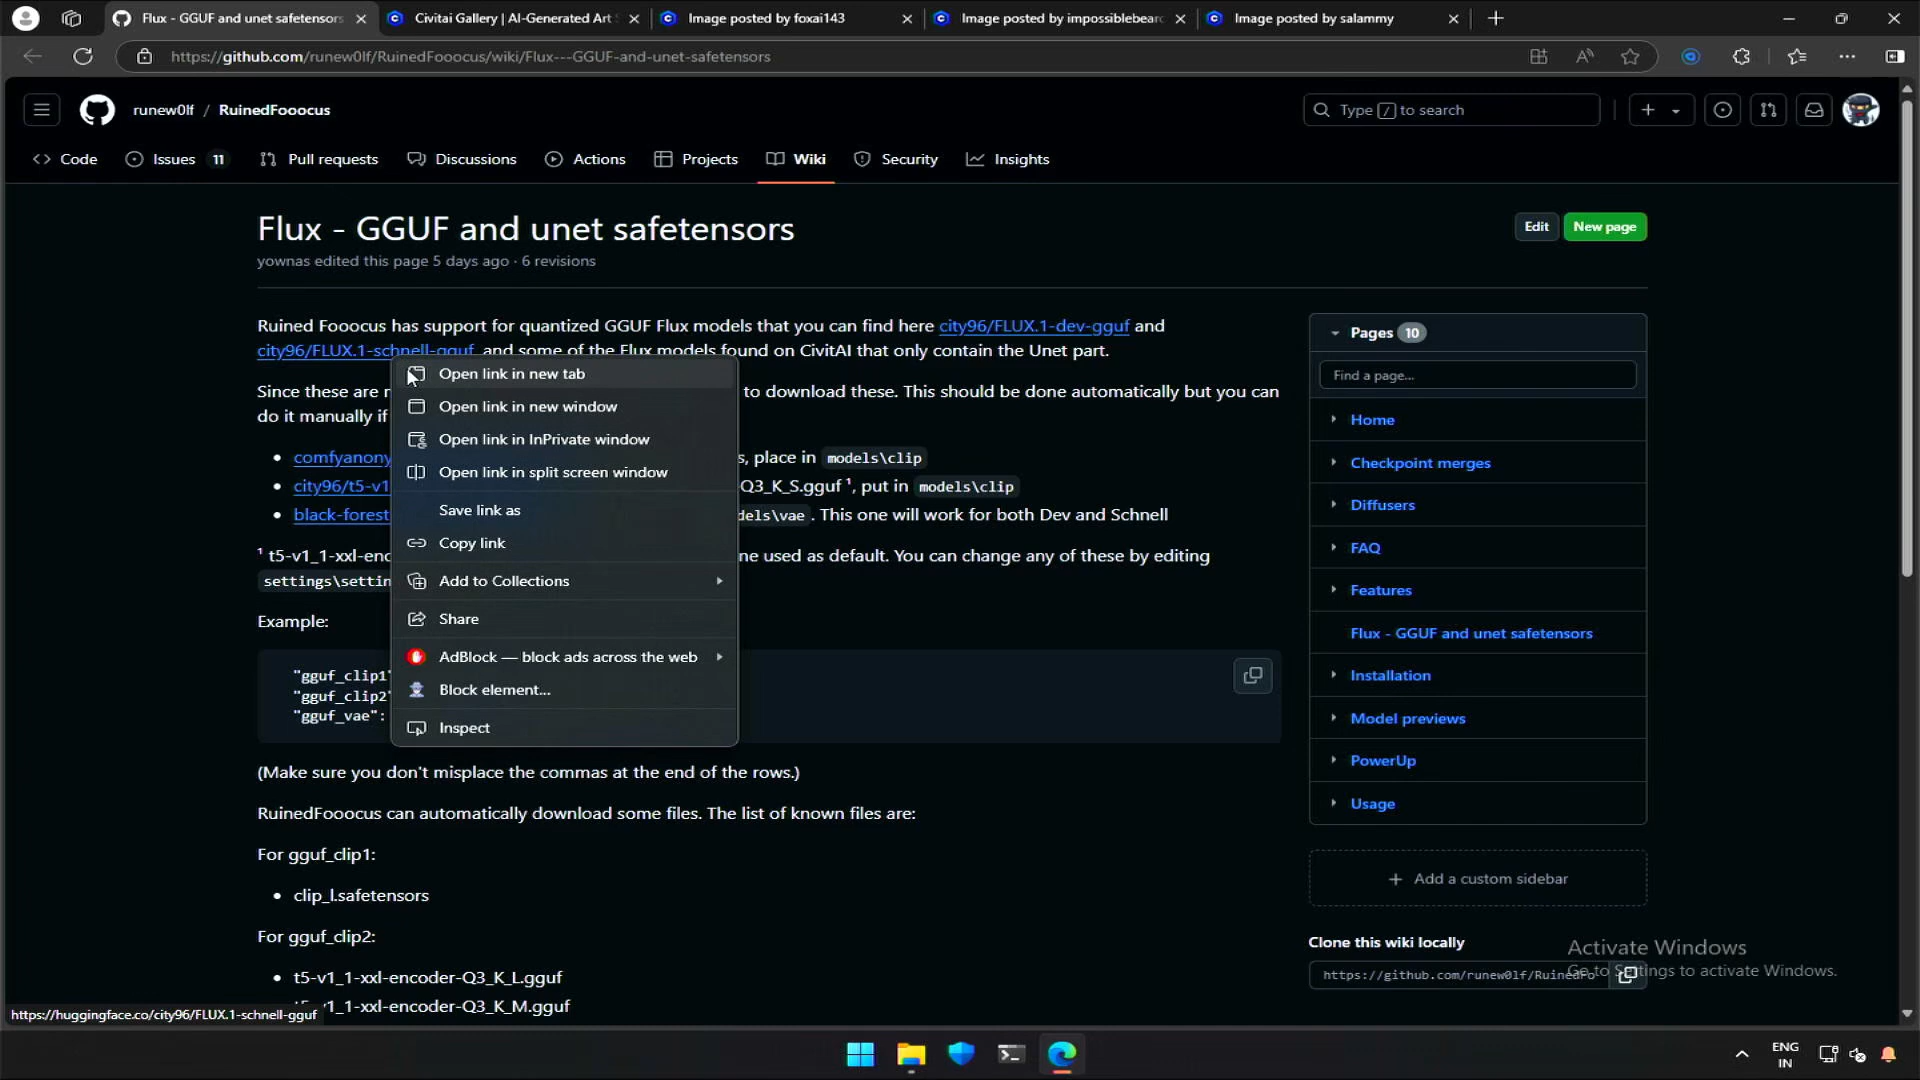 Flux - GGUF and unet safetensors
Civitai Gallery | AI-Generated Art
Image posted by foxai143
Image posted by impossiblebear
Image posted by salammy
https://github.com/runew0lf/RuinedFooocus/wiki/Flux---GGUF-and-unet-safetensors
runew0lf / RuinedFooocus
Type / to search
Code
Issues 11
Pull requests
Discussions
Actions
Projects
Wiki
Security
Insights
Flux - GGUF and unet safetensors
Edit
New page
yownas edited this page 5 days ago · 6 revisions
Ruined Fooocus has support for quantized GGUF Flux models that you can find here city96/FLUX.1-dev-gguf and
city96/FLUX.1-schnell-gguf and some of the Flux models found on CivitAI that only contain the Unet part.
Since these are to download these. This should be done automatically but you can
do it manually if
comfyanony s, place in models\clip
city96/t5-v1 Q3_K_S.gguf ¹, put in models\clip
black-forest dels\vae . This one will work for both Dev and Schnell
¹ t5-v1_1-xxl-enc ne used as default. You can change any of these by editing
settings\settin
Example:
"gguf_clip1"
"gguf_clip2"
"gguf_vae":
Open link in new tab
Open link in new window
Open link in InPrivate window
Open link in split screen window
Save link as
Copy link
Add to Collections
Share
AdBlock — block ads across the web
Block element...
Inspect
(Make sure you don't misplace the commas at the end of the rows.)
RuinedFooocus can automatically download some files. The list of known files are:
For gguf_clip1:
clip_l.safetensors
For gguf_clip2:
t5-v1_1-xxl-encoder-Q3_K_L.gguf
v1_1-xxl-encoder-Q3_K_M.gguf
https://huggingface.co/city96/FLUX.1-schnell-gguf
Pages 10
Find a page...
Home
Checkpoint merges
Diffusers
FAQ
Features
Flux - GGUF and unet safetensors
Installation
Model previews
PowerUp
Usage
Add a custom sidebar
Clone this wiki locally
https://github.com/runew0lf/RuinedFo
Activate Windows
Go to Settings to activate Windows.
ENG
IN